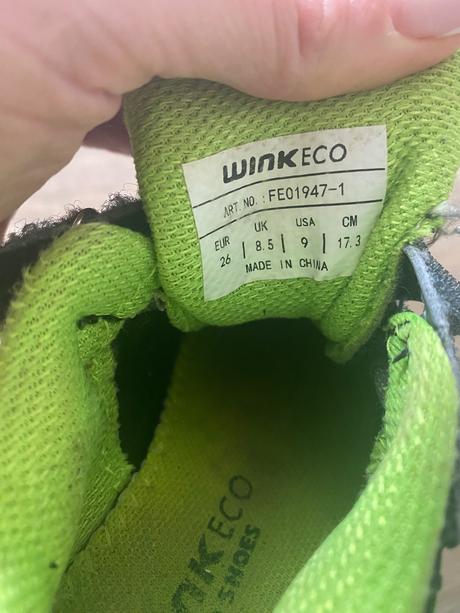 WINKECO
ART. NO.: FE01947-1
EUR | UK | USA | CM
26 | 8.5 | 9 | 17.3
MADE IN CHINA
NKECO
SHOES